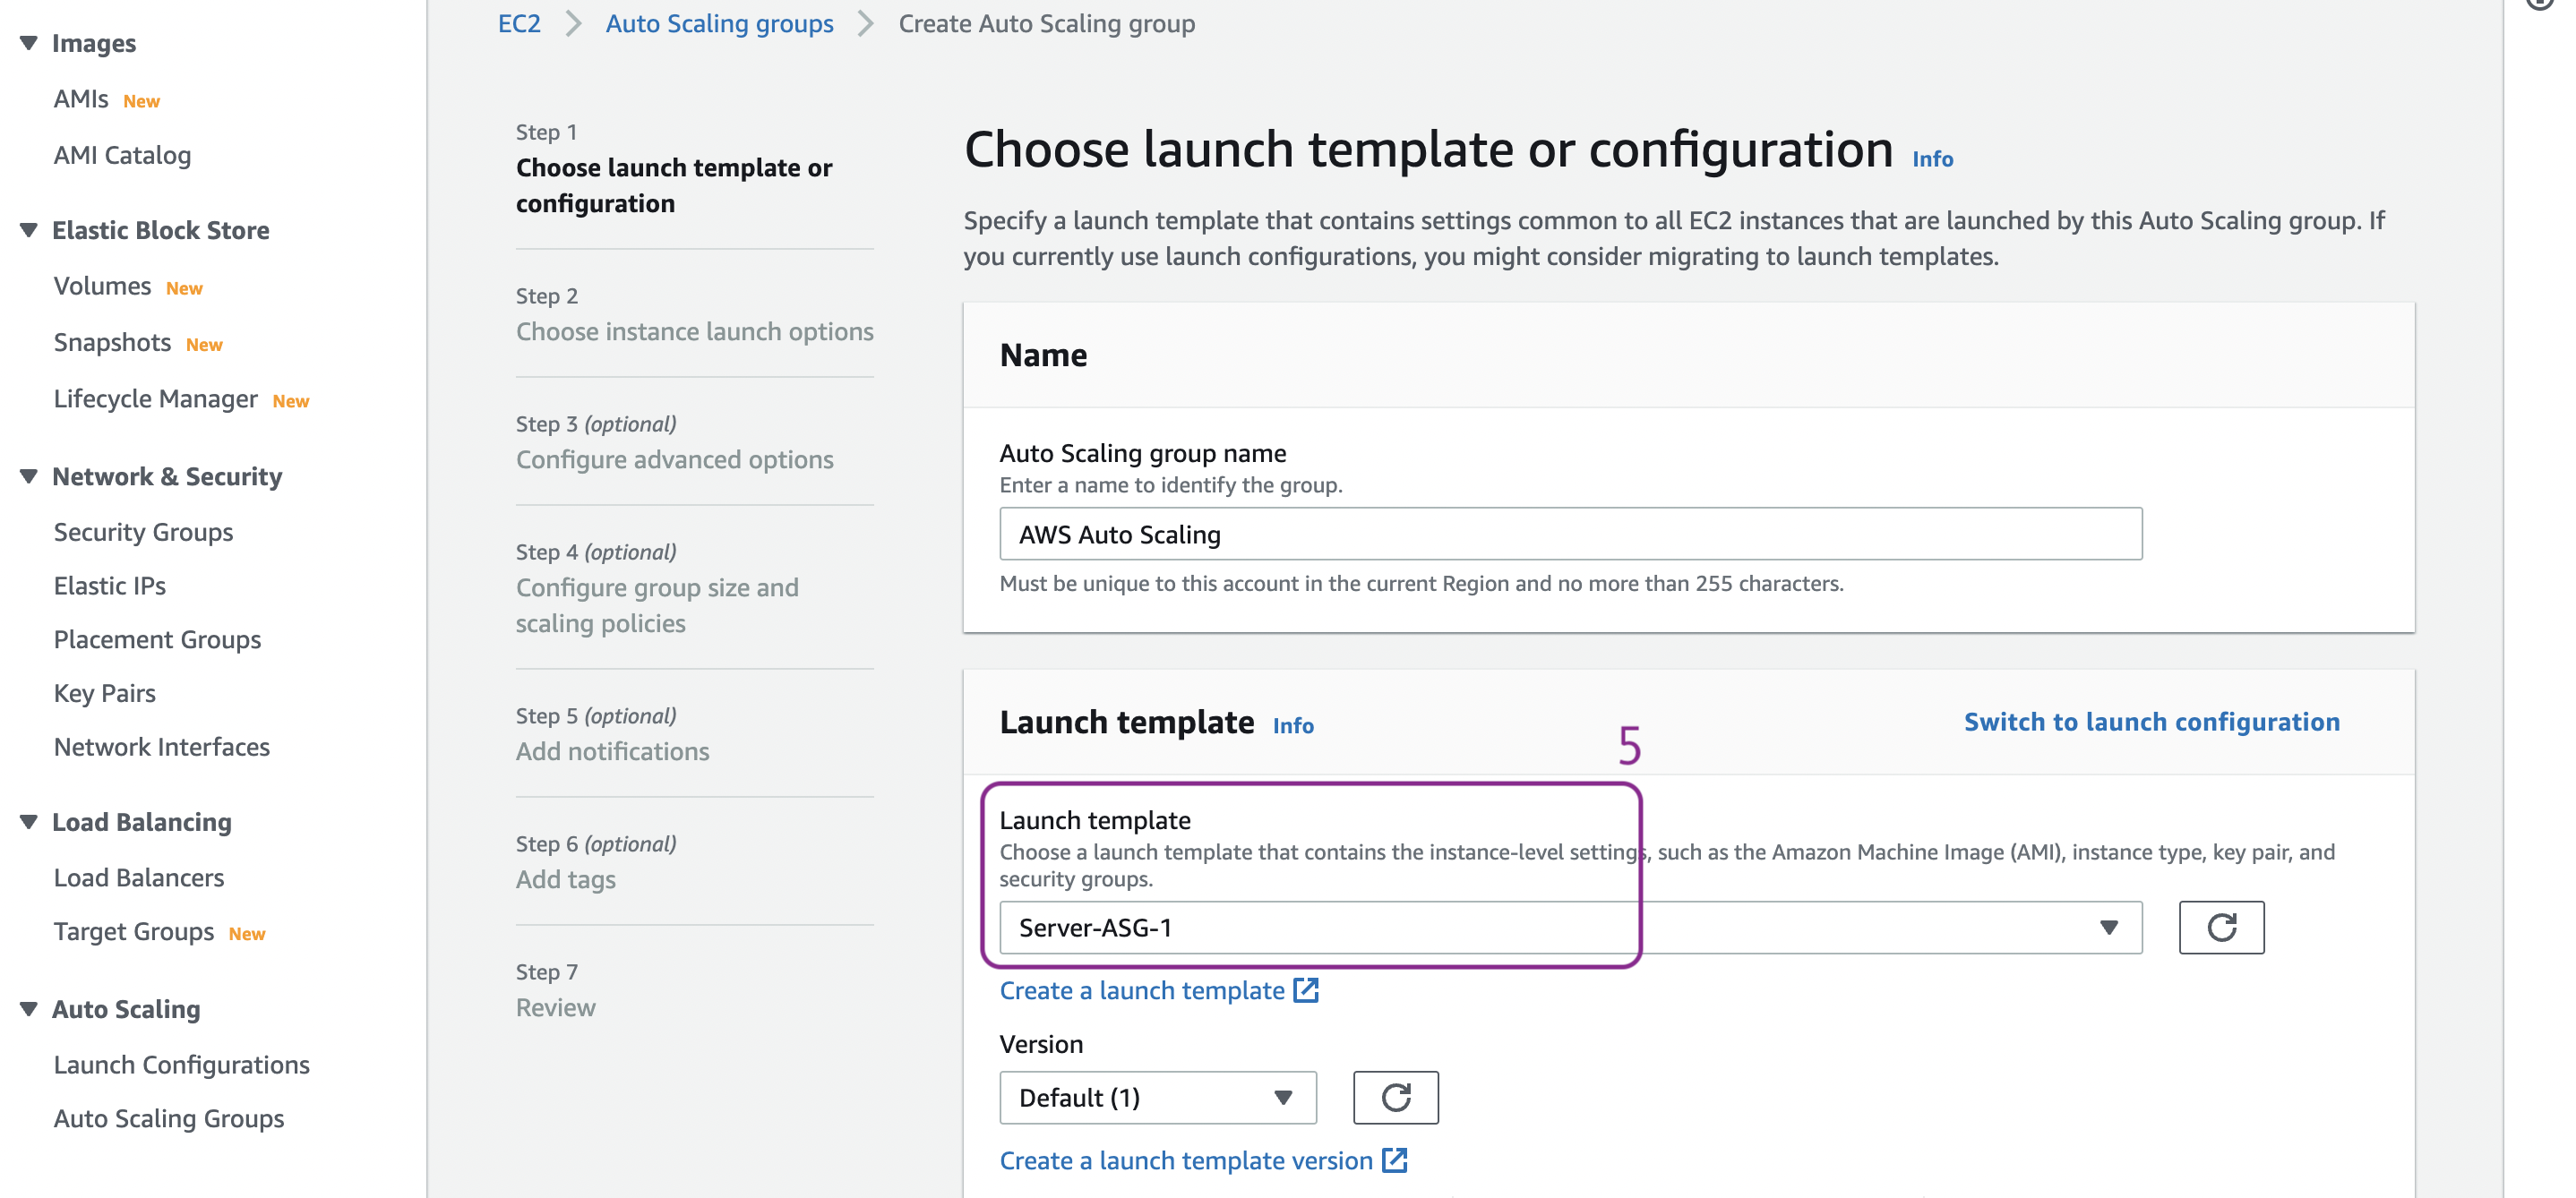 Images
AMIs New
AMI Catalog
Elastic Block Store
Volumes New
Snapshots New
Lifecycle Manager New
Network & Security
Security Groups
Elastic IPs
Placement Groups
Key Pairs
Network Interfaces
Load Balancing
Load Balancers
Target Groups New
Auto Scaling
Launch Configurations
Auto Scaling Groups
EC2 > Auto Scaling groups > Create Auto Scaling group
Step 1
Choose launch template or
configuration
Step 2
Choose instance launch options
Step 3 (optional)
Configure advanced options
Step 4 (optional)
Configure group size and
scaling policies
Step 5 (optional)
Add notifications
Step 6 (optional)
Add tags
Step 7
Review
Choose launch template or configuration Info
Specify a launch template that contains settings common to all EC2 instances that are launched by this Auto Scaling group. If
you currently use launch configurations, you might consider migrating to launch templates.
Name
Auto Scaling group name
Enter a name to identify the group.
AWS Auto Scaling
Must be unique to this account in the current Region and no more than 255 characters.
Launch template Info
Switch to launch configuration
5
Launch template
Choose a launch template that contains the instance-level settings, such as the Amazon Machine Image (AMI), instance type, key pair, and
security groups.
Server-ASG-1
Create a launch template
Version
Default (1)
Create a launch template version